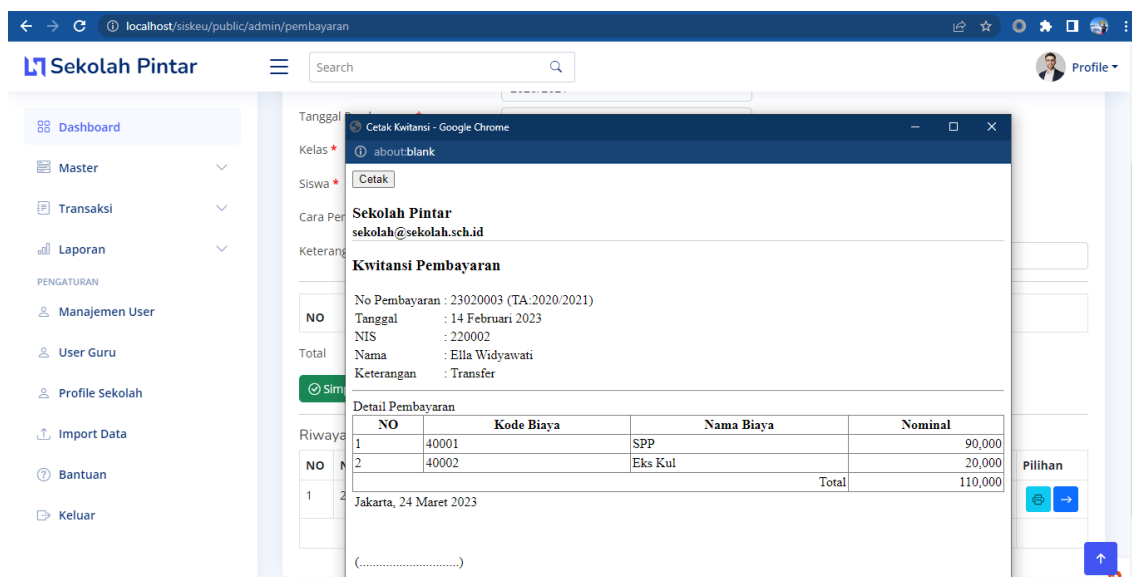 localhost/siskeu/public/admin/pembayaran
Sekolah Pintar
Search
Profile
Dashboard
Master
Transaksi
Laporan
PENGATURAN
Manajemen User
User Guru
Profile Sekolah
Import Data
Bantuan
Keluar
Tanggal
Kelas *
Siswa *
Cara Per
Keterang
NO
Total
Sim
Riwaya
NO N
1 2
Pilihan
Cetak Kwitansi - Google Chrome
about:blank
Cetak
Sekolah Pintar
sekolah@sekolah.sch.id
Kwitansi Pembayaran
No Pembayaran : 23020003 (TA:2020/2021)
Tanggal : 14 Februari 2023
NIS : 220002
Nama : Ella Widyawati
Keterangan : Transfer
Detail Pembayaran
NO Kode Biaya Nama Biaya Nominal
1 40001 SPP 90,000
2 40002 Eks Kul 20,000
Total 110,000
Jakarta, 24 Maret 2023
(..............................)